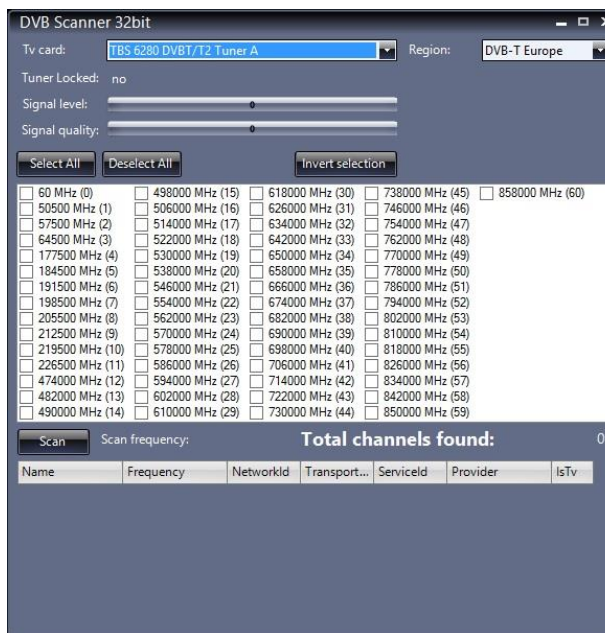 DVB Scanner 32bit
Tv card: TBS 6280 DVBT/T2 Tuner A Region: DVB-T Europe
Tuner Locked: no
Signal level: 0
Signal quality: 0
Select All Deselect All Invert selection
60 MHz (0) 498000 MHz (15) 618000 MHz (30) 738000 MHz (45) 858000 MHz (60)
50500 MHz (1) 506000 MHz (16) 626000 MHz (31) 746000 MHz (46)
57500 MHz (2) 514000 MHz (17) 634000 MHz (32) 754000 MHz (47)
64500 MHz (3) 522000 MHz (18) 642000 MHz (33) 762000 MHz (48)
177500 MHz (4) 530000 MHz (19) 650000 MHz (34) 770000 MHz (49)
184500 MHz (5) 538000 MHz (20) 658000 MHz (35) 778000 MHz (50)
191500 MHz (6) 546000 MHz (21) 666000 MHz (36) 786000 MHz (51)
198500 MHz (7) 554000 MHz (22) 674000 MHz (37) 794000 MHz (52)
205500 MHz (8) 562000 MHz (23) 682000 MHz (38) 802000 MHz (53)
212500 MHz (9) 570000 MHz (24) 690000 MHz (39) 810000 MHz (54)
219500 MHz (10) 578000 MHz (25) 698000 MHz (40) 818000 MHz (55)
226500 MHz (11) 586000 MHz (26) 706000 MHz (41) 826000 MHz (56)
474000 MHz (12) 594000 MHz (27) 714000 MHz (42) 834000 MHz (57)
482000 MHz (13) 602000 MHz (28) 722000 MHz (43) 842000 MHz (58)
490000 MHz (14) 610000 MHz (29) 730000 MHz (44) 850000 MHz (59)
Scan Scan frequency: Total channels found: 0
Name Frequency NetworkId Transport... ServiceId Provider IsTv